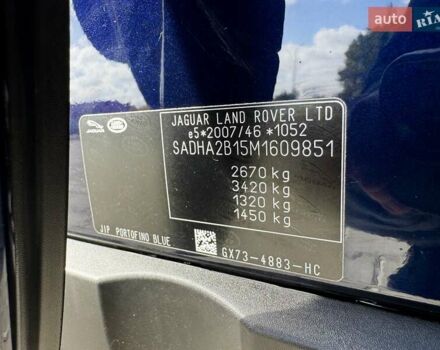 auto RIA
JAGUAR LAND ROVER LTD
e5*2007/46 *1052
SADHA2B15M1609851
2670 kg
3420 kg
1320 kg
1450 kg
JAGUAR
JIP PORTOFINO BLUE
GX73-4883-HC